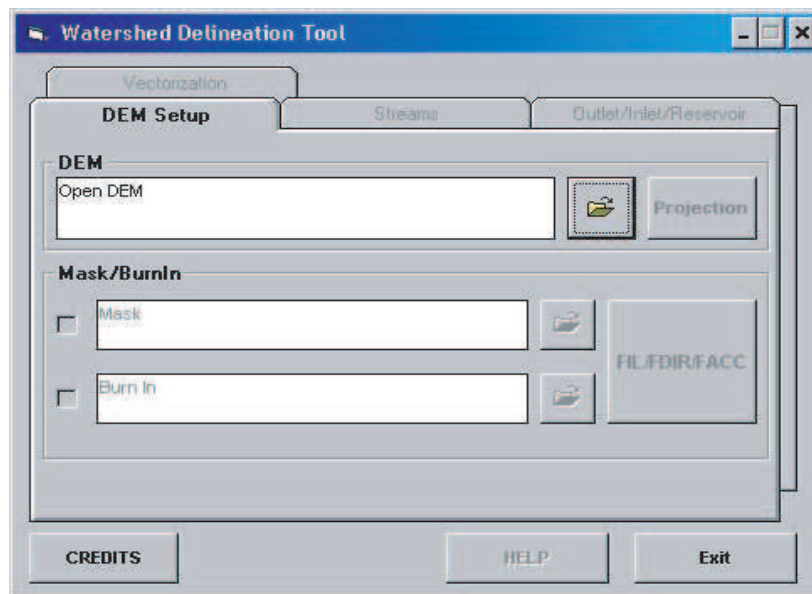 Watershed Delineation Tool
Vectorization
DEM Setup
Streams
Outlet/Inlet/Reservoir
DEM
Open DEM
Projection
Mask/BurnIn
Mask
FIL/FDIR/FACC
Burn In
CREDITS
HELP
Exit